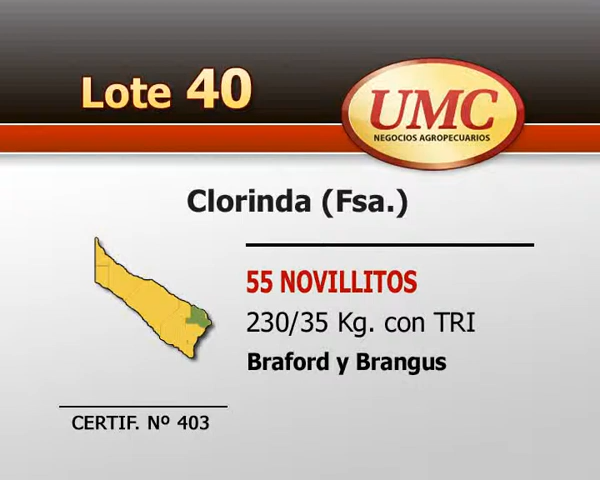 Lote 40
UMC
NEGOCIOS AGROPECUARIOS
Clorinda (Fsa.)
55 NOVILLITOS
230/35 Kg. con TRI
Braford y Brangus
CERTIF. Nº 403